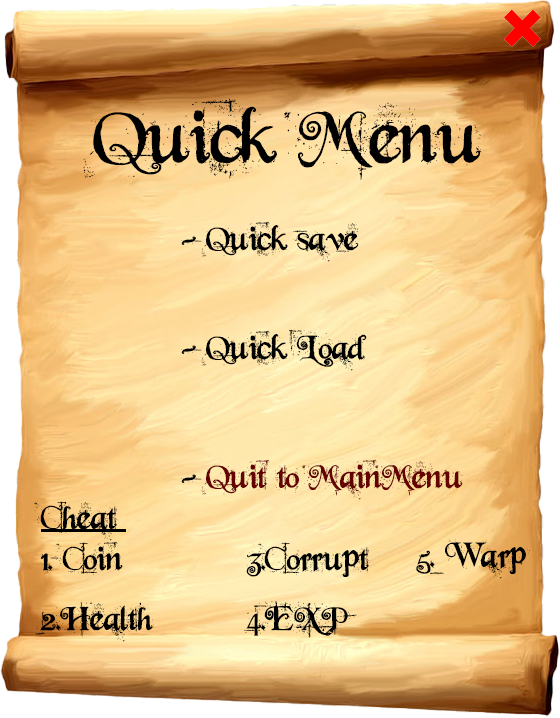 Quick Menu
~ Quick save
~ Quick Load
~ Quit to MainMenu
Cheat
1. Coin 3.Corrupt 5. Warp
2.Health 4.EXP